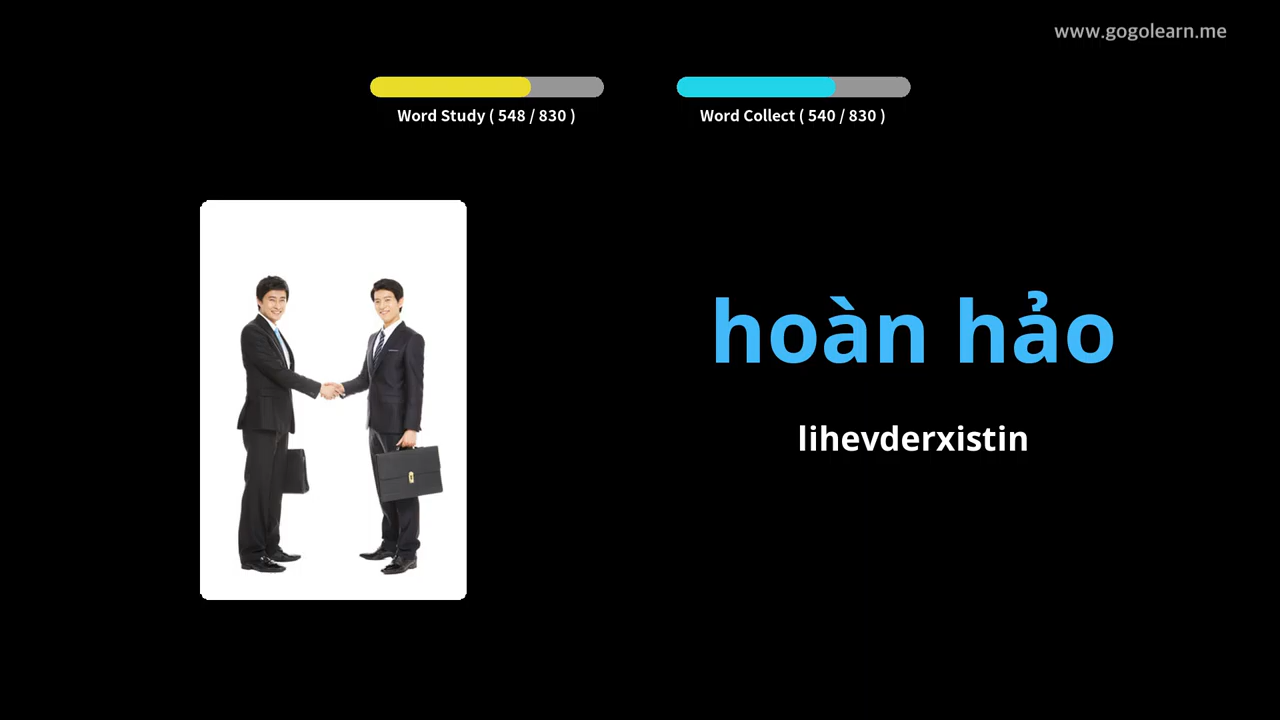 www.gogolearn.me
Word Study ( 548 / 830 )
Word Collect ( 540 / 830 )
hoàn hảo
lihevderxistin